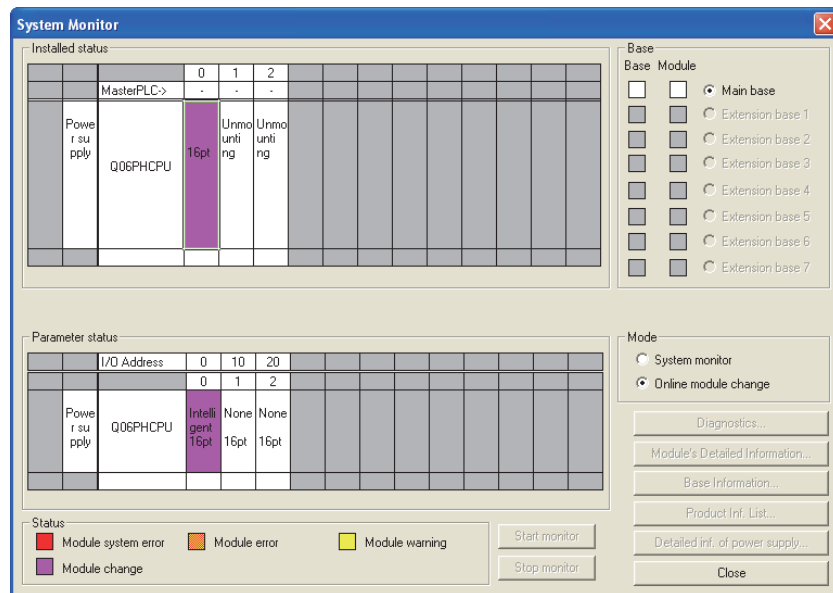 System Monitor
Installed status
0 1 2
MasterPLC-> - - -
Powe
r su
pply
Q06PHCPU
16pt
Unmo
unti
ng
Unmo
unti
ng
Base
Base Module
Main base
Extension base 1
Extension base 2
Extension base 3
Extension base 4
Extension base 5
Extension base 6
Extension base 7
Parameter status
I/O Address 0 10 20
0 1 2
Powe
r su
pply
Q06PHCPU
Intelli
gent
16pt
None
16pt
None
16pt
Mode
System monitor
Online module change
Diagnostics...
Module's Detailed Information...
Base Information...
Product Inf. List...
Detailed inf. of power supply...
Close
Status
Module system error Module error Module warning
Module change
Start monitor
Stop monitor